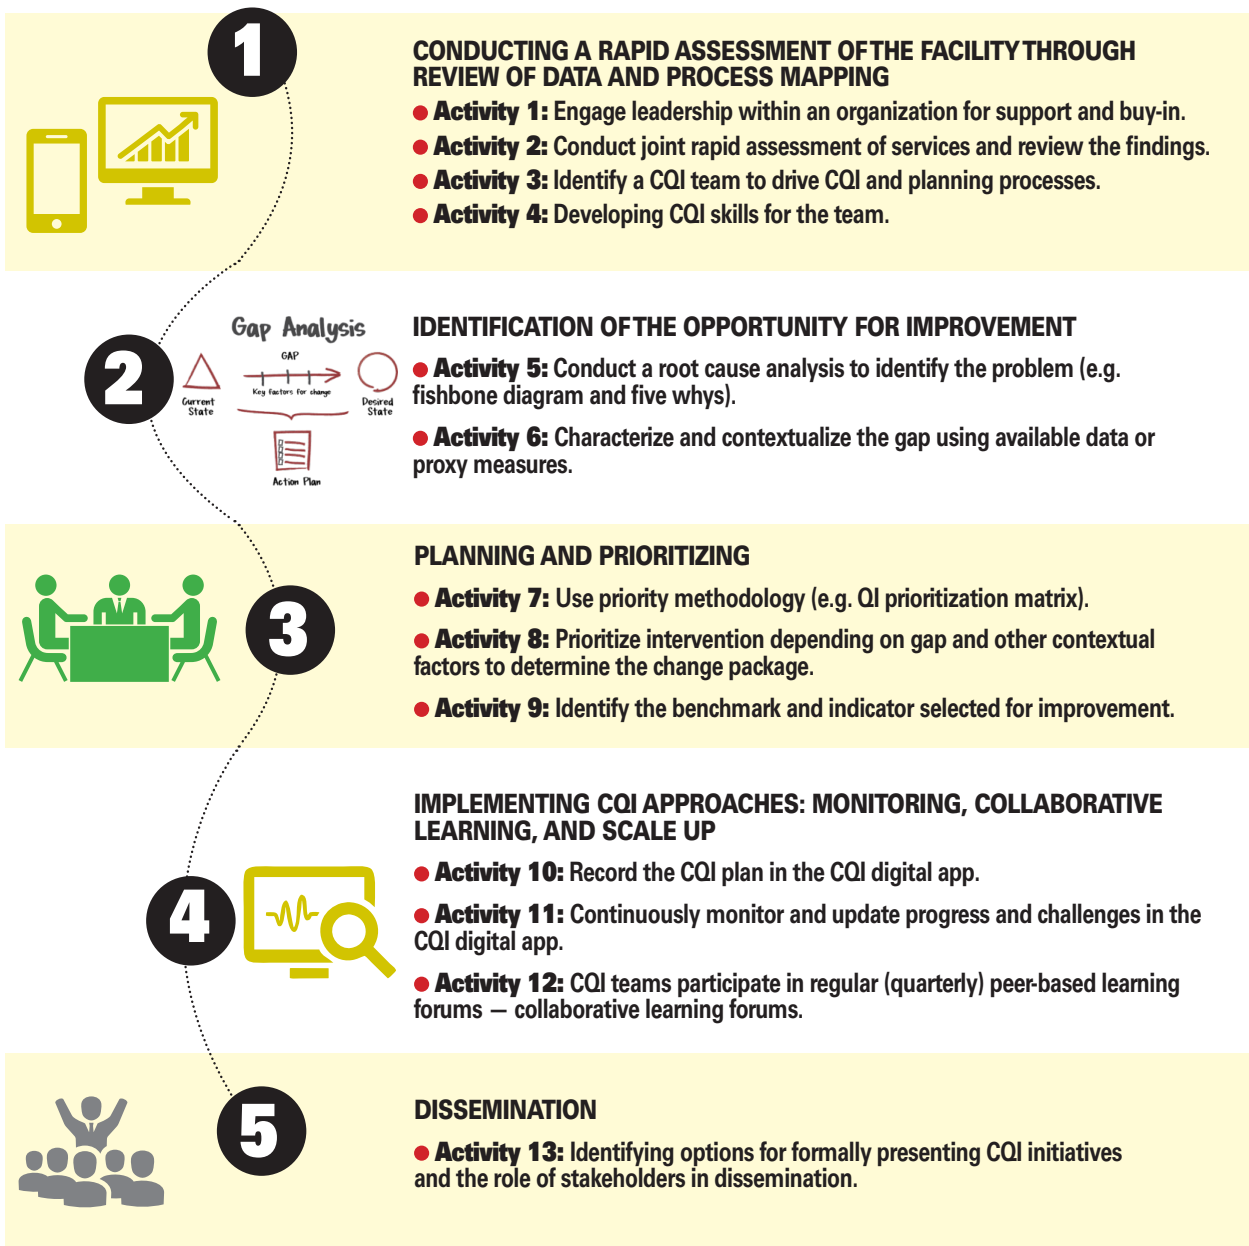 1
CONDUCTING A RAPID ASSESSMENT OF THE FACILITY THROUGH
REVIEW OF DATA AND PROCESS MAPPING
● Activity 1: Engage leadership within an organization for support and buy-in.
● Activity 2: Conduct joint rapid assessment of services and review the findings.
● Activity 3: Identify a CQI team to drive CQI and planning processes.
● Activity 4: Developing CQI skills for the team.
2
Gap Analysis
GAP
Key factors for change
Current
State
Desired
State
Action Plan
IDENTIFICATION OF THE OPPORTUNITY FOR IMPROVEMENT
● Activity 5: Conduct a root cause analysis to identify the problem (e.g.
fishbone diagram and five whys).
● Activity 6: Characterize and contextualize the gap using available data or
proxy measures.
3
PLANNING AND PRIORITIZING
● Activity 7: Use priority methodology (e.g. QI prioritization matrix).
● Activity 8: Prioritize intervention depending on gap and other contextual
factors to determine the change package.
● Activity 9: Identify the benchmark and indicator selected for improvement.
4
IMPLEMENTING CQI APPROACHES: MONITORING, COLLABORATIVE
LEARNING, AND SCALE UP
● Activity 10: Record the CQI plan in the CQI digital app.
● Activity 11: Continuously monitor and update progress and challenges in the
CQI digital app.
● Activity 12: CQI teams participate in regular (quarterly) peer-based learning
forums — collaborative learning forums.
5
DISSEMINATION
● Activity 13: Identifying options for formally presenting CQI initiatives
and the role of stakeholders in dissemination.